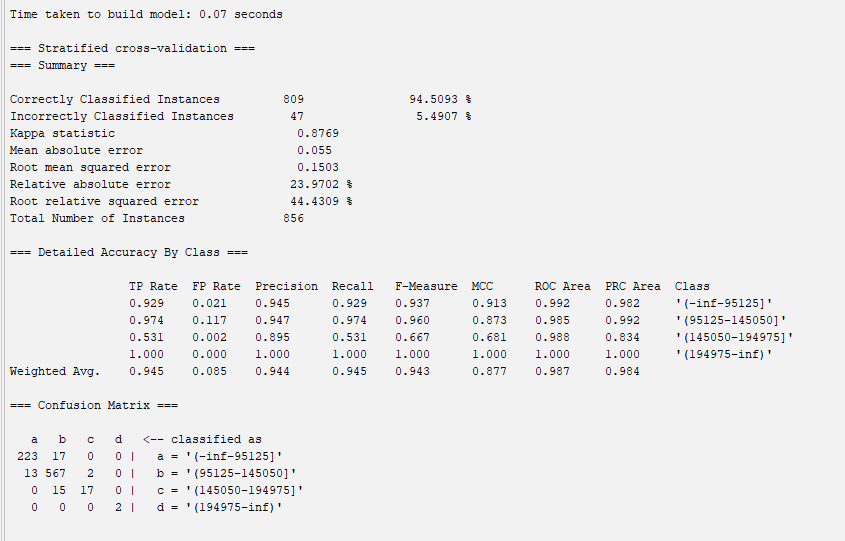 Time taken to build model: 0.07 seconds
=== Stratified cross-validation ===
=== Summary ===
Correctly Classified Instances 809 94.5093 %
Incorrectly Classified Instances 47 5.4907 %
Kappa statistic 0.8769
Mean absolute error 0.055
Root mean squared error 0.1503
Relative absolute error 23.9702 %
Root relative squared error 44.4309 %
Total Number of Instances 856
=== Detailed Accuracy By Class ===
TP Rate FP Rate Precision Recall F-Measure MCC ROC Area PRC Area Class
0.929 0.021 0.945 0.929 0.937 0.913 0.992 0.982 '(-inf-95125]'
0.974 0.117 0.947 0.974 0.960 0.873 0.985 0.992 '(95125-145050]'
0.531 0.002 0.895 0.531 0.667 0.681 0.988 0.834 '(145050-194975]'
1.000 0.000 1.000 1.000 1.000 1.000 1.000 1.000 '(194975-inf)'
Weighted Avg. 0.945 0.085 0.944 0.945 0.943 0.877 0.987 0.984
=== Confusion Matrix ===
a b c d <-- classified as
223 17 0 0 | a = '(-inf-95125]'
13 567 2 0 | b = '(95125-145050]'
0 15 17 0 | c = '(145050-194975]'
0 0 0 2 | d = '(194975-inf)'